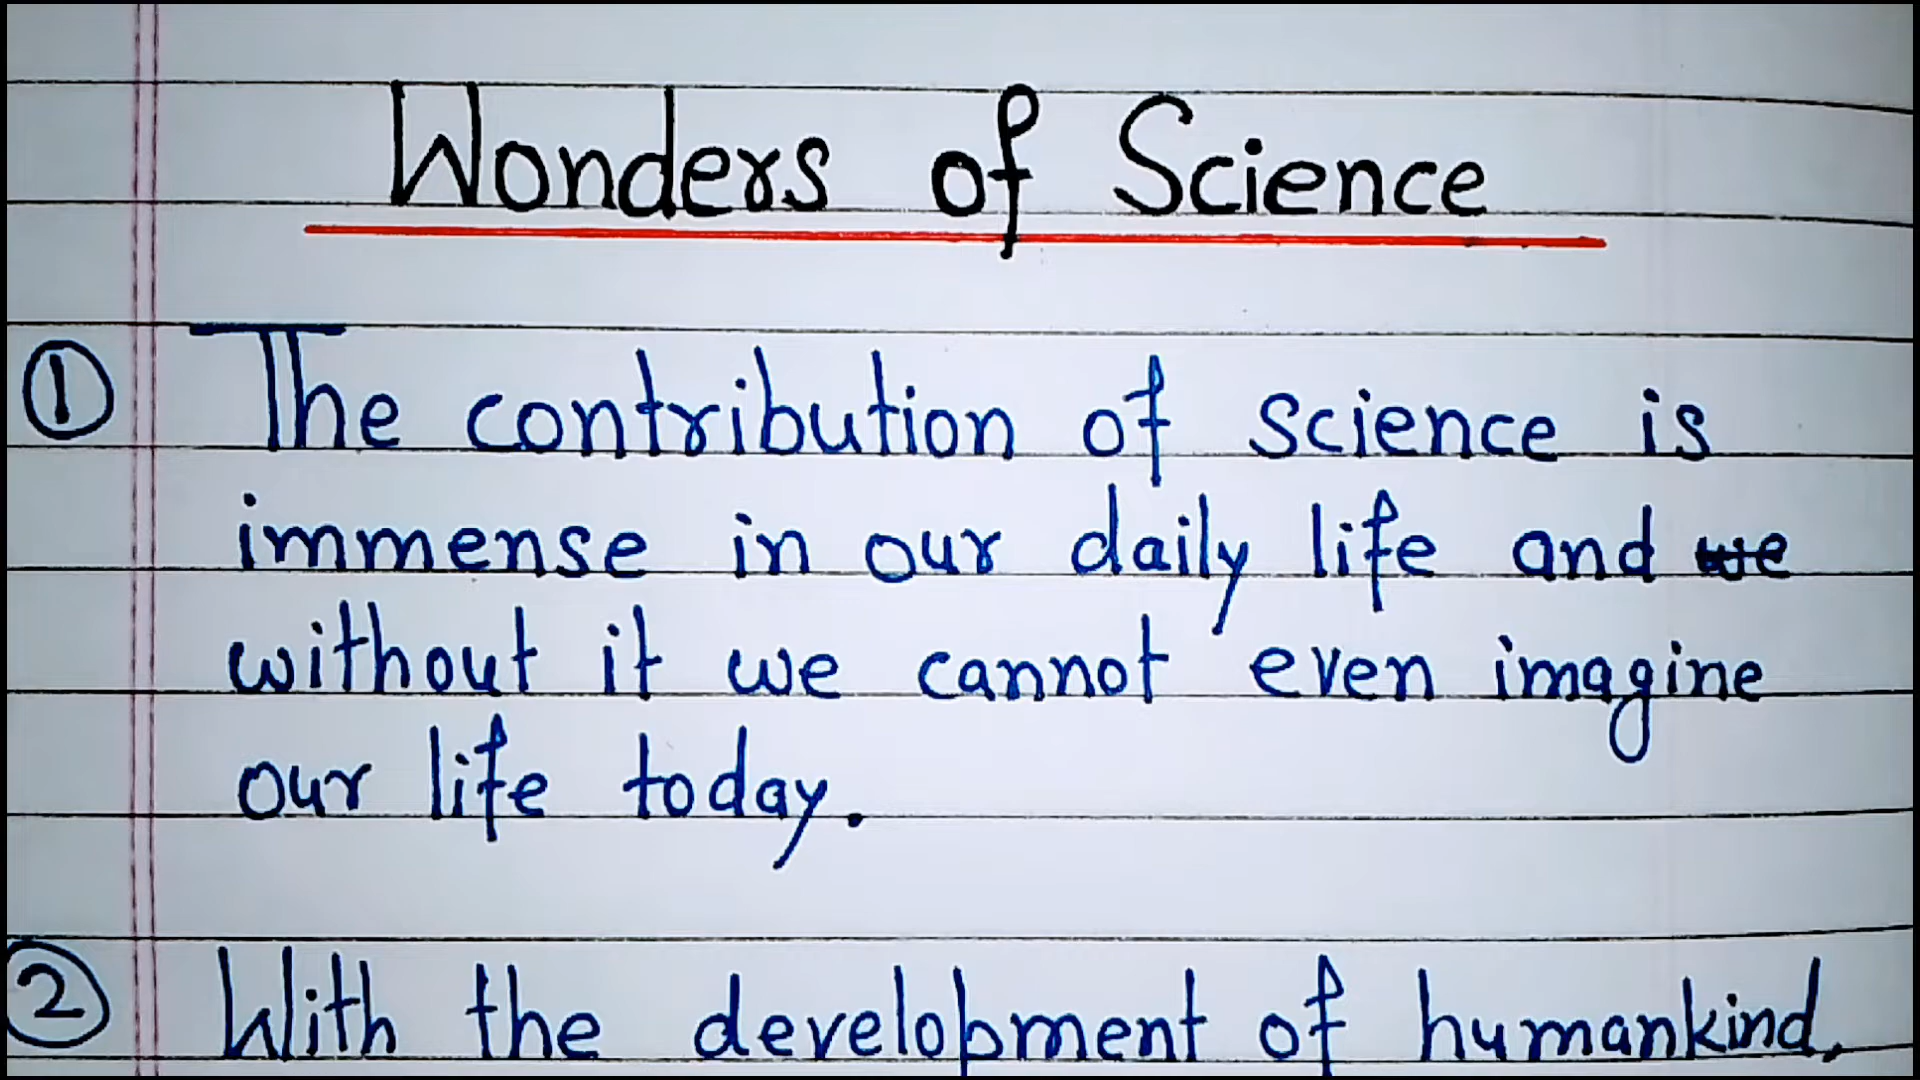 Wonders of Science
① The contribution of science is
immense in our daily life and we
without it we cannot even imagine
our life today.
② With the development of humankind,